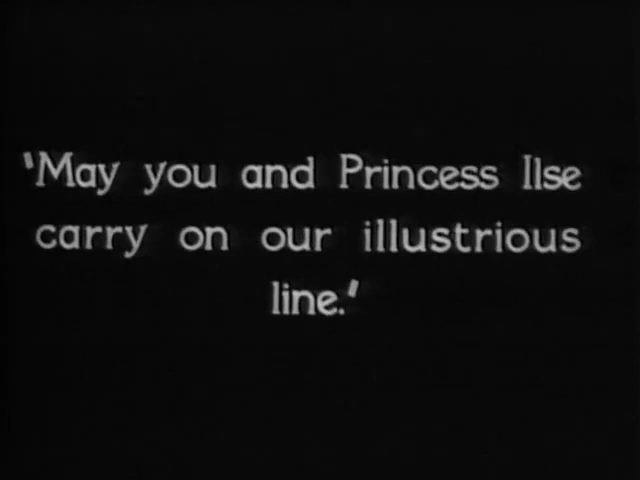 'May you and Princess Ilse
carry on our illustrious
line.'